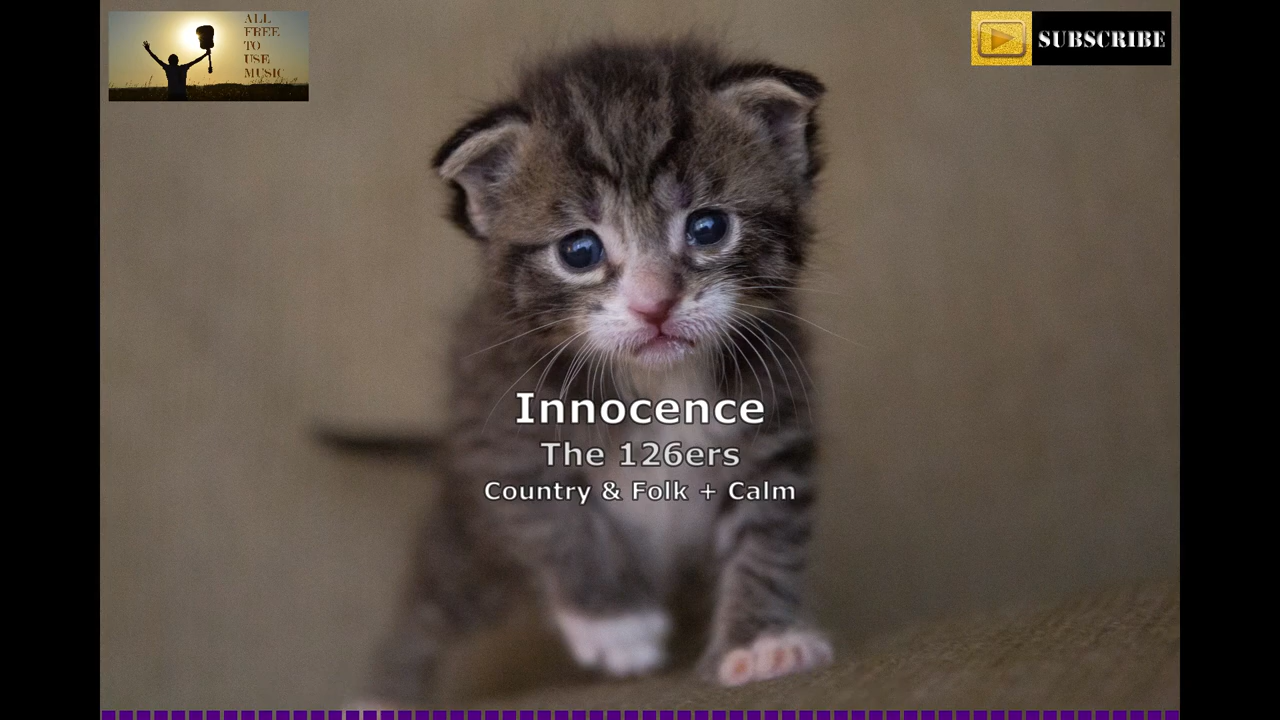 ALL
FREE
TO
USE
MUSIC
SUBSCRIBE
Innocence
The 126ers
Country & Folk + Calm